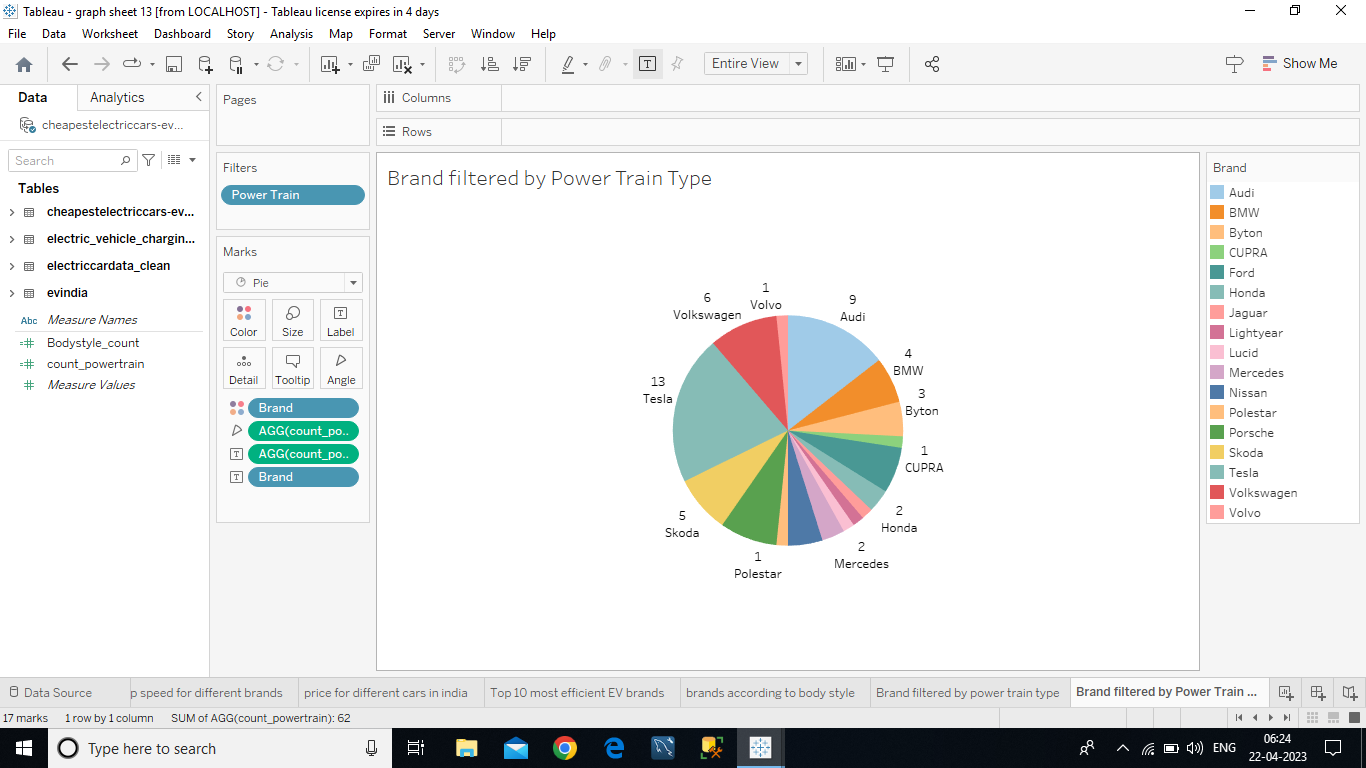 Tableau - graph sheet 13 [from LOCALHOST] - Tableau license expires in 4 days
File Data Worksheet Dashboard Story Analysis Map Format Server Window Help
Entire View
Show Me
Data Analytics
cheapestelectriccars-ev...
Search
Tables
cheapestelectriccars-ev...
electric_vehicle_chargin...
electriccardata_clean
evindia
Abc Measure Names
Bodystyle_count
count_powertrain
Measure Values
Pages
Filters
Power Train
Marks
Pie
Color Size Label
Detail Tooltip Angle
Brand
AGG(count_po..
AGG(count_po..
Brand
Columns
Rows
Brand filtered by Power Train Type
9
Audi
4
BMW
3
Byton
1
CUPRA
2
Honda
2
Mercedes
1
Polestar
5
Skoda
13
Tesla
6
Volkswagen
1
Volvo
Brand
Audi
BMW
Byton
CUPRA
Ford
Honda
Jaguar
Lightyear
Lucid
Mercedes
Nissan
Polestar
Porsche
Skoda
Tesla
Volkswagen
Volvo
Data Source p speed for different brands price for different cars in india Top 10 most efficient EV brands brands according to body style Brand filtered by power train type Brand filtered by Power Train ...
17 marks 1 row by 1 column SUM of AGG(count_powertrain): 62
Type here to search
ENG
06:24
22-04-2023